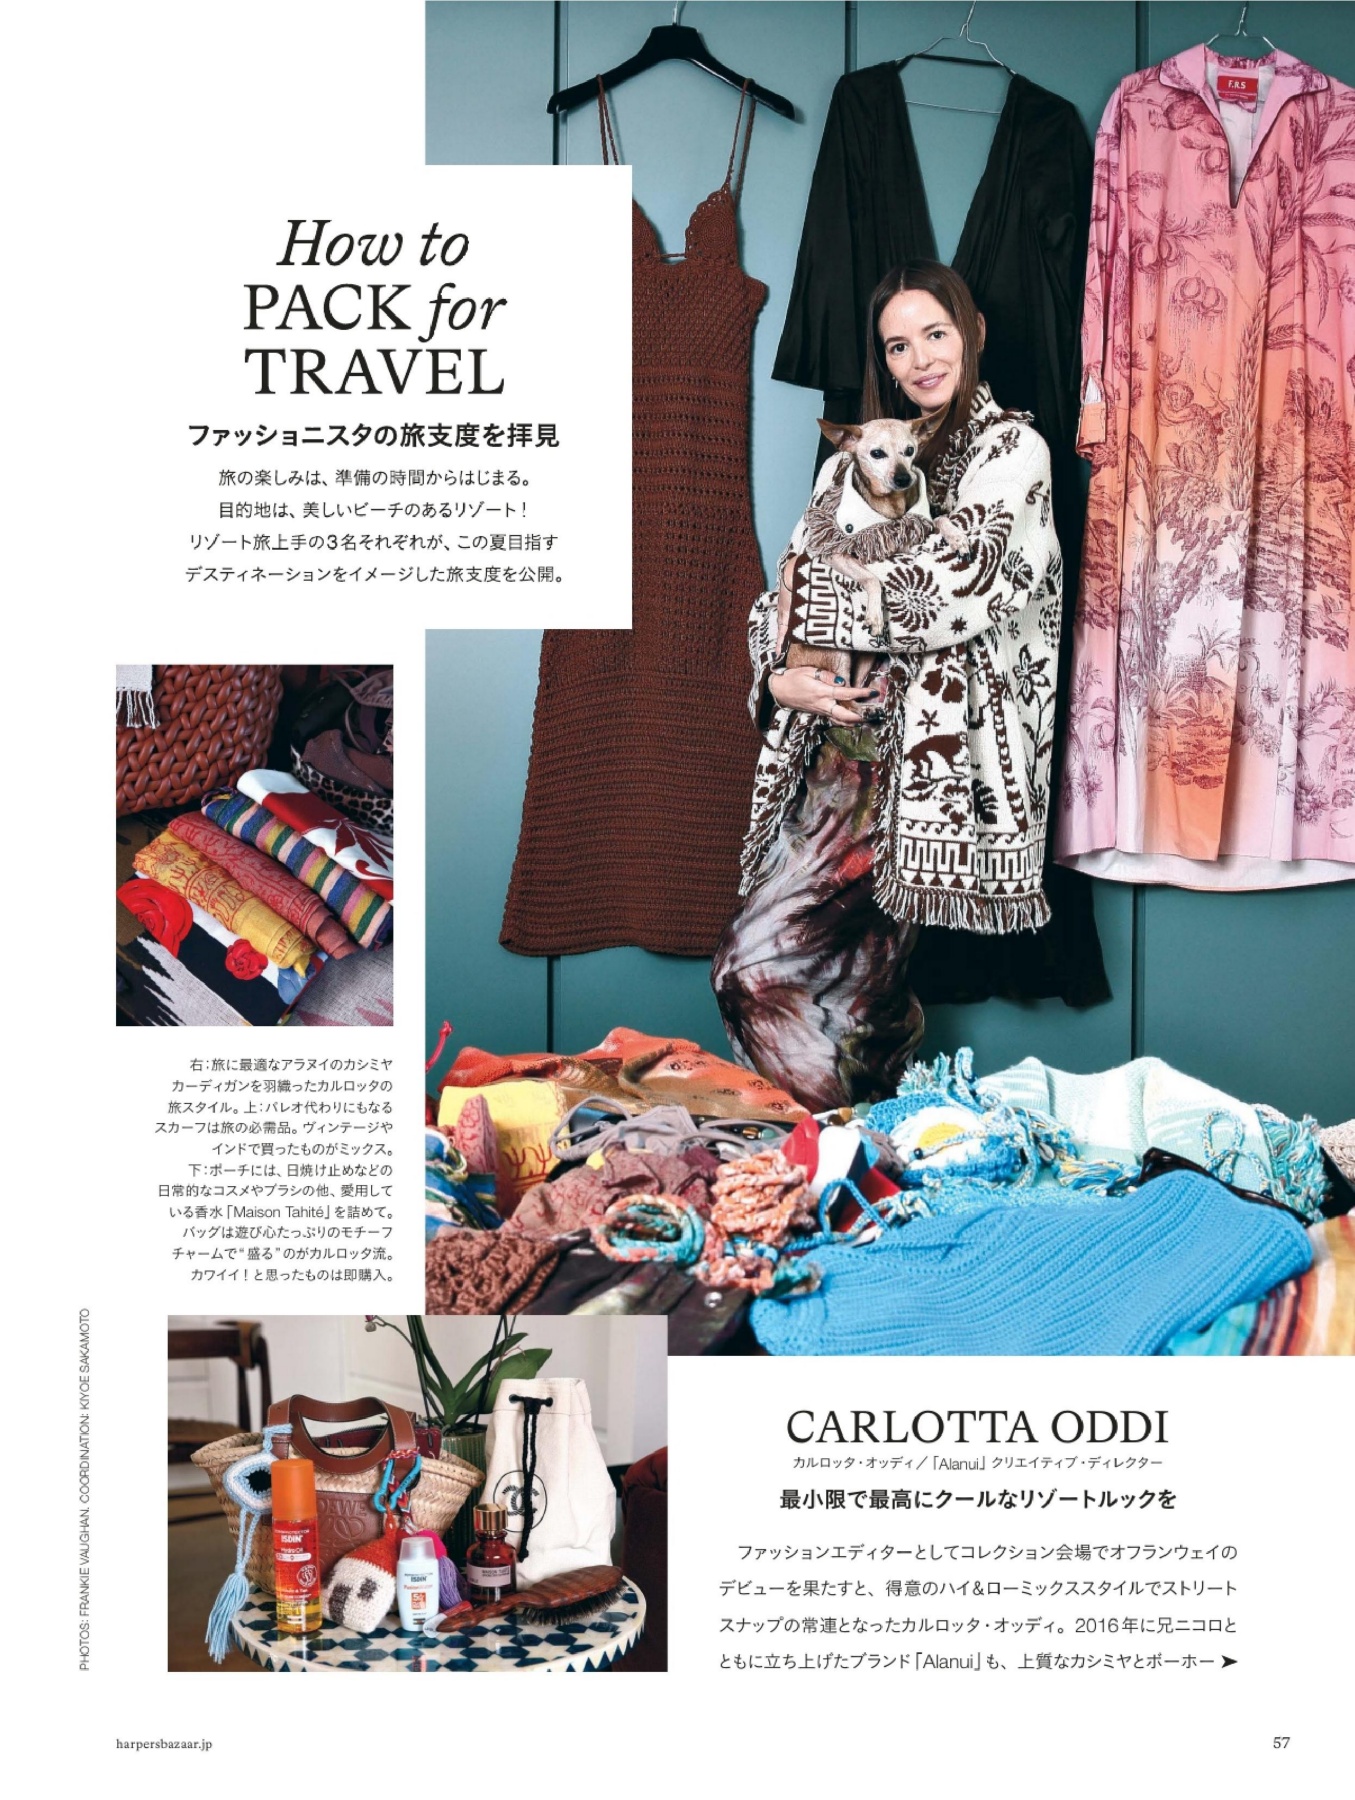 How to
PACK for
TRAVEL
ファッショニスタの旅支度を拝見
旅の楽しみは、準備の時間からはじまる。
目的地は、美しいビーチのあるリゾート！
リゾート旅上手の3名それぞれが、この夏目指す
デスティネーションをイメージした旅支度を公開。
F.R.S
右：旅に最適なアラヌイのカシミヤ
カーディガンを羽織ったカルロッタの
旅スタイル。上：パレオ代わりにもなる
スカーフは旅の必需品。ヴィンテージや
インドで買ったものがミックス。
下：ポーチには、日焼け止めなどの
日常的なコスメやブラシの他、愛用して
いる香水「Maison Tahité」を詰めて。
バッグは遊び心たっぷりのモチーフ
チャームで“盛る”のがカルロッタ流。
カワイイ！と思ったものは即購入。
PHOTOS: FRANKIE VAUGHAN. COORDINATION: KIYOE SAKAMOTO
ISDIN
ISDIN
CARLOTTA ODDI
カルロッタ・オッディ／「Alanui」クリエイティブ・ディレクター
最小限で最高にクールなリゾートルックを
ファッションエディターとしてコレクション会場でオフランウェイの
デビューを果たすと、得意のハイ&ローミックススタイルでストリート
スナップの常連となったカルロッタ・オッディ。2016年に兄ニコロと
ともに立ち上げたブランド「Alanui」も、上質なカシミヤとボーホー ➤
harpersbazaar.jp
57